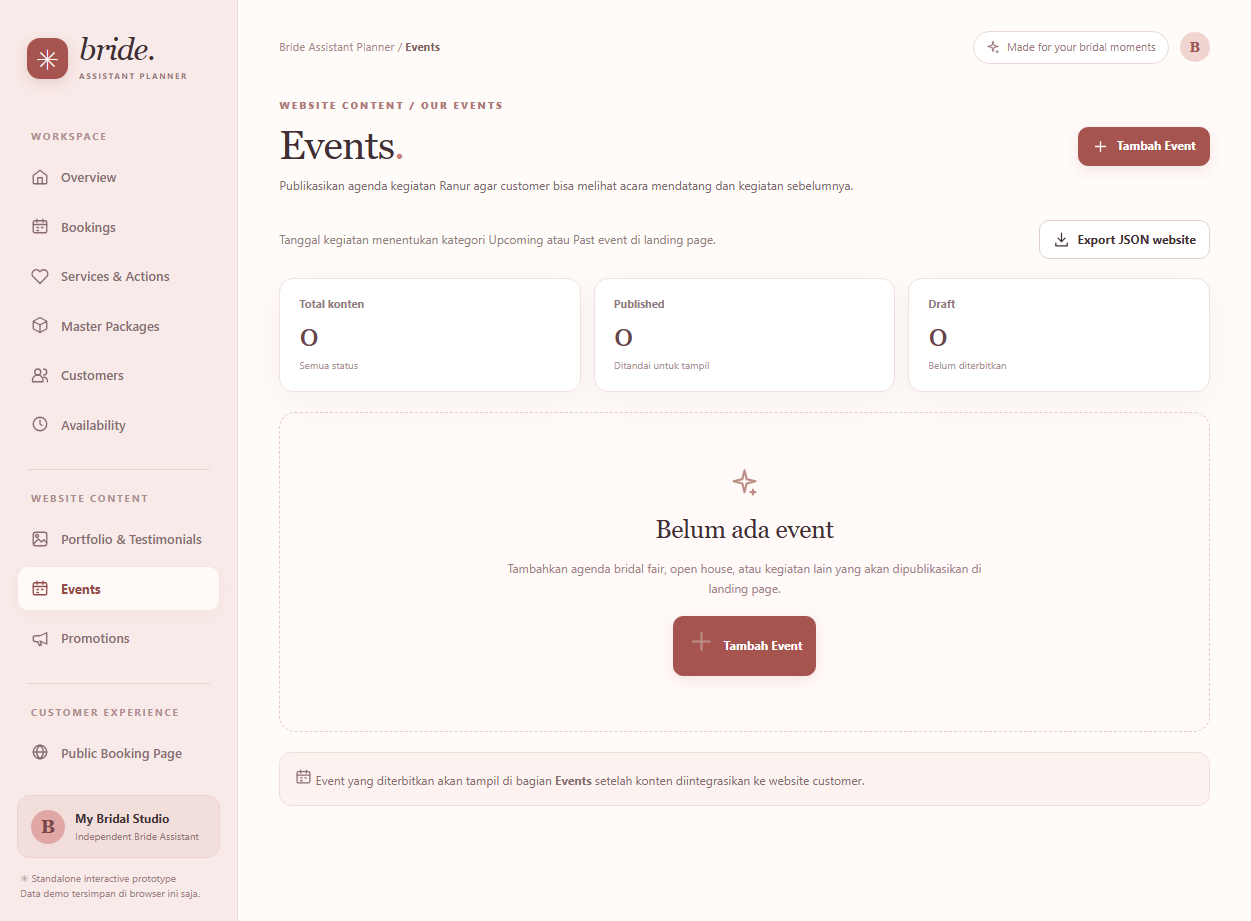 bride.
ASSISTANT PLANNER
WORKSPACE
Overview
Bookings
Services & Actions
Master Packages
Customers
Availability
WEBSITE CONTENT
Portfolio & Testimonials
Events
Promotions
CUSTOMER EXPERIENCE
Public Booking Page
B
My Bridal Studio
Independent Bride Assistant
✳ Standalone interactive prototype
Data demo tersimpan di browser ini saja.
Bride Assistant Planner / Events
Made for your bridal moments
B
WEBSITE CONTENT / OUR EVENTS
Events.
Tambah Event
Publikasikan agenda kegiatan Ranur agar customer bisa melihat acara mendatang dan kegiatan sebelumnya.
Tanggal kegiatan menentukan kategori Upcoming atau Past event di landing page.
Export JSON website
Total konten
0
Semua status
Published
0
Ditandai untuk tampil
Draft
0
Belum diterbitkan
Belum ada event
Tambahkan agenda bridal fair, open house, atau kegiatan lain yang akan dipublikasikan di
landing page.
Tambah Event
Event yang diterbitkan akan tampil di bagian Events setelah konten diintegrasikan ke website customer.